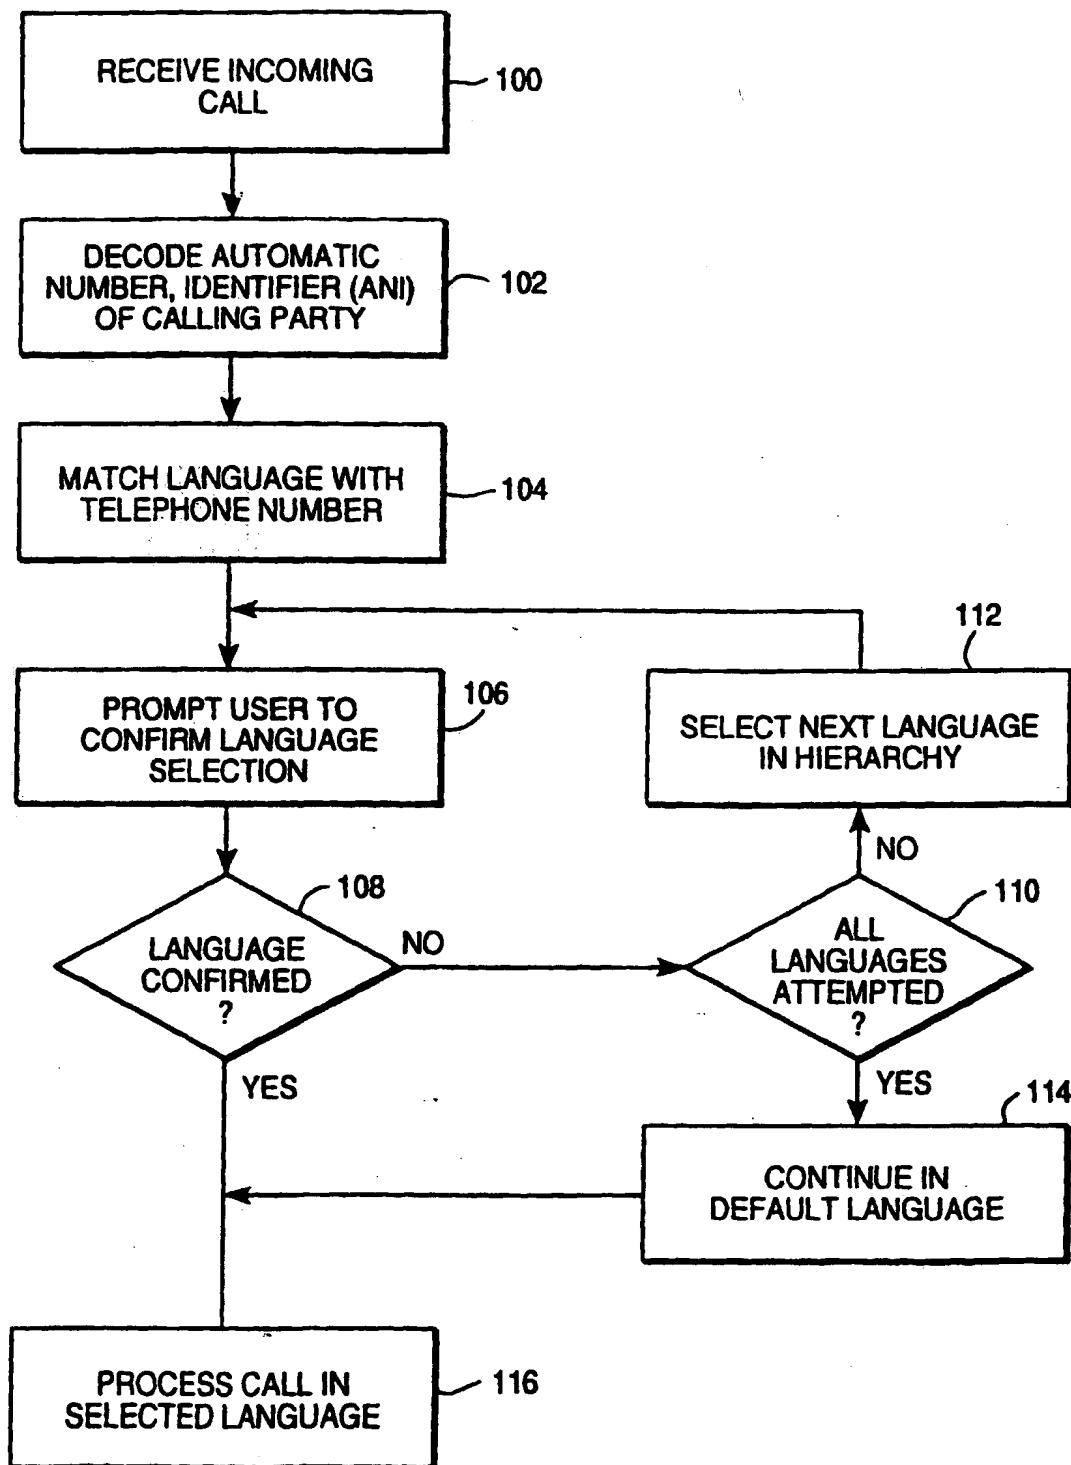 RECEIVE INCOMING
CALL
100
DECODE AUTOMATIC
NUMBER, IDENTIFIER (ANI)
OF CALLING PARTY
102
MATCH LANGUAGE WITH
TELEPHONE NUMBER
104
112
PROMPT USER TO
CONFIRM LANGUAGE
SELECTION
106
SELECT NEXT LANGUAGE
IN HIERARCHY
NO
108
110
LANGUAGE
CONFIRMED
?
NO
ALL
LANGUAGES
ATTEMPTED
?
YES
YES
114
CONTINUE IN
DEFAULT LANGUAGE
PROCESS CALL IN
SELECTED LANGUAGE
116